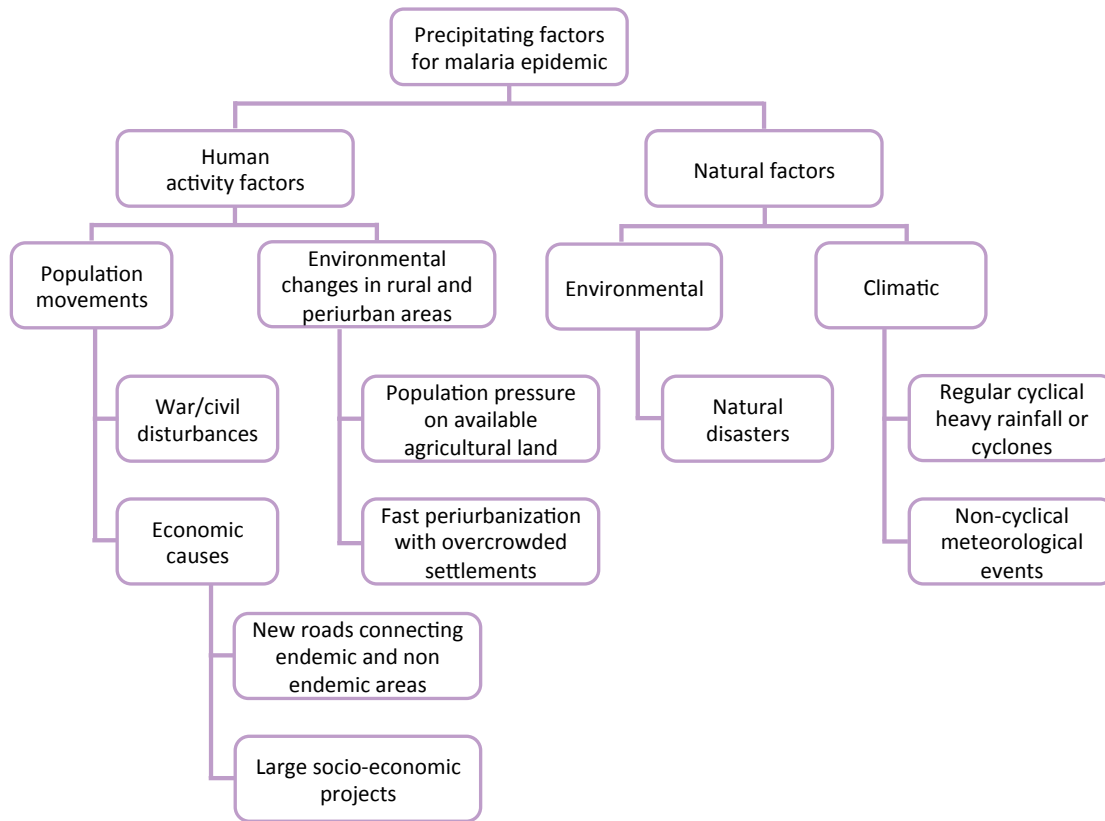 Precipitating factors
for malaria epidemic
Human
activity factors
Natural factors
Population
movements
Environmental
changes in rural and
periurban areas
Environmental
Climatic
War/civil
disturbances
Population pressure
on available
agricultural land
Natural
disasters
Regular cyclical
heavy rainfall or
cyclones
Economic
causes
Fast periurbanization
with overcrowded
settlements
Non-cyclical
meteorological
events
New roads connecting
endemic and non
endemic areas
Large socio-economic
projects